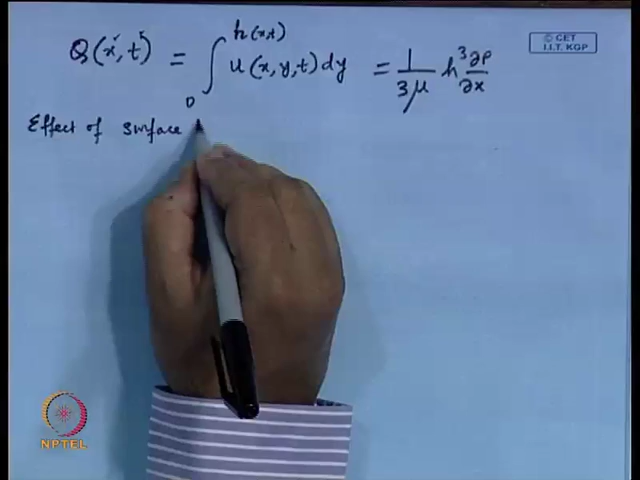 Q(x,t) = ∫₀^h(x,t) u(x,y,t)dy = 1/3μ h³ ∂p/∂x
© CET
I.I.T. KGP
Effect of surface
NPTEL